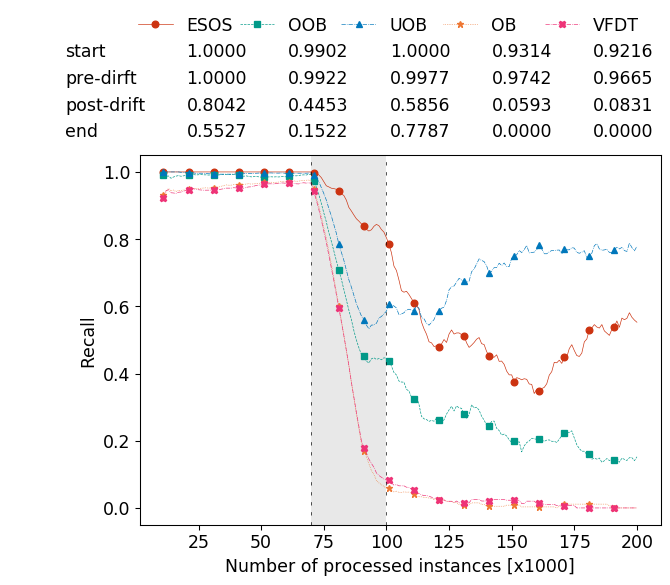 ESOS OOB UOB OB VFDT
start 1.0000 0.9902 1.0000 0.9314 0.9216
pre-dirft 1.0000 0.9922 0.9977 0.9742 0.9665
post-drift 0.8042 0.4453 0.5856 0.0593 0.0831
end 0.5527 0.1522 0.7787 0.0000 0.0000
1.0
0.8
0.6
0.4
0.2
0.0
Recall
25 50 75 100 125 150 175 200
Number of processed instances [x1000]